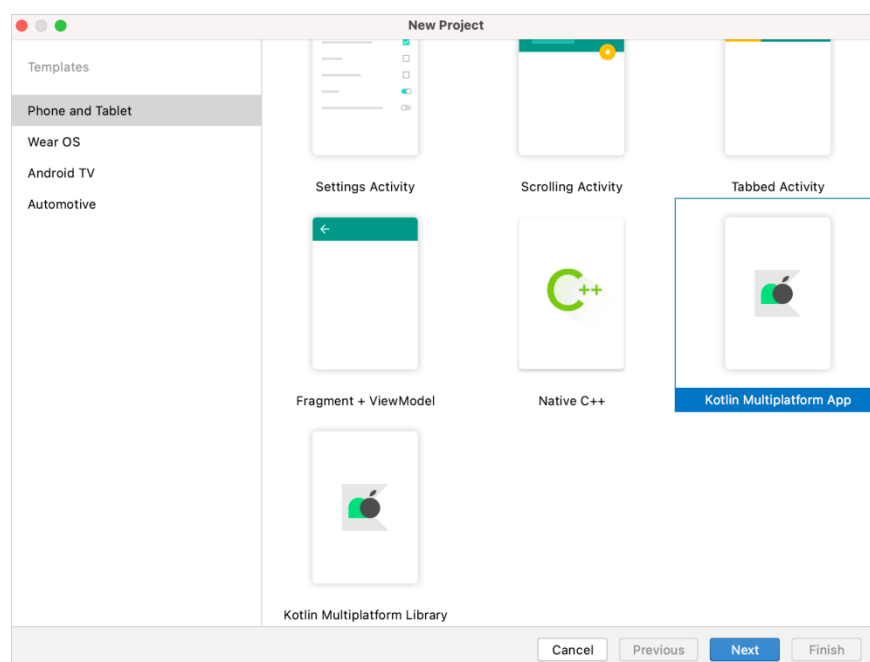 New Project
Templates
Phone and Tablet
Wear OS
Android TV
Automotive
Settings Activity
Scrolling Activity
Tabbed Activity
Fragment + ViewModel
C++
Native C++
Kotlin Multiplatform App
Kotlin Multiplatform Library
Cancel
Previous
Next
Finish